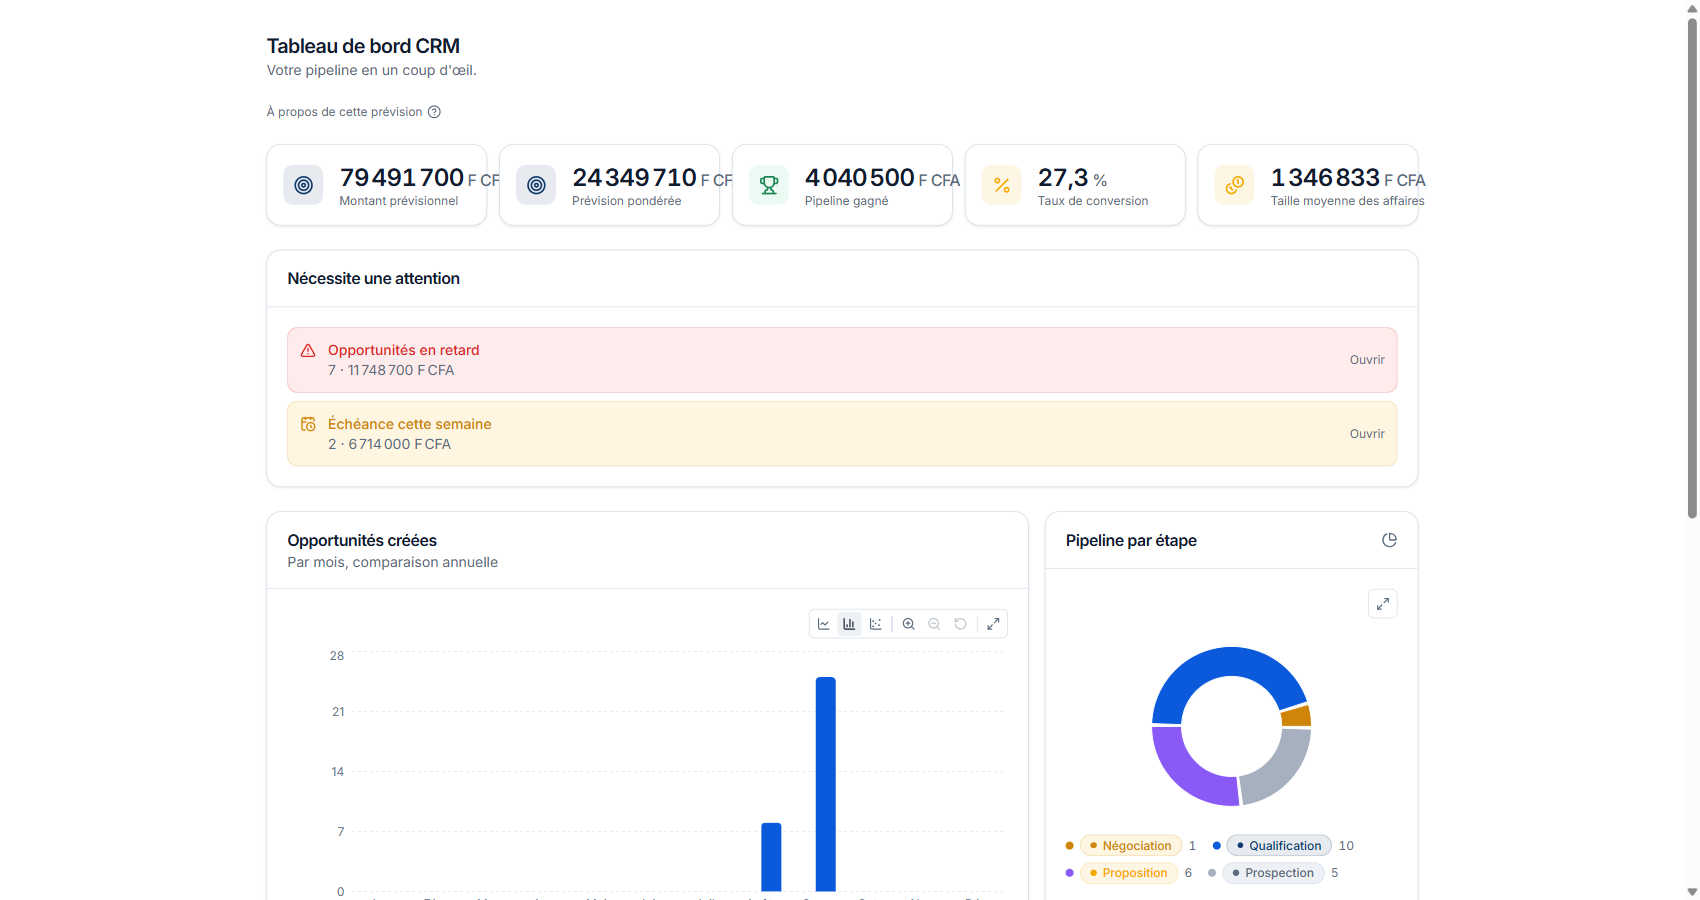 Tableau de bord CRM
Votre pipeline en un coup d'œil.
À propos de cette prévision
79 491 700 F CF
Montant prévisionnel
24 349 710 F CF
Prévision pondérée
4 040 500 F CFA
Pipeline gagné
27,3 %
Taux de conversion
1 346 833 F CFA
Taille moyenne des affaires
Nécessite une attention
Opportunités en retard
7 · 11 748 700 F CFA
Ouvrir
Échéance cette semaine
2 · 6 714 000 F CFA
Ouvrir
Opportunités créées
Par mois, comparaison annuelle
28
21
14
7
0
Pipeline par étape
Négociation 1
Qualification 10
Proposition 6
Prospection 5